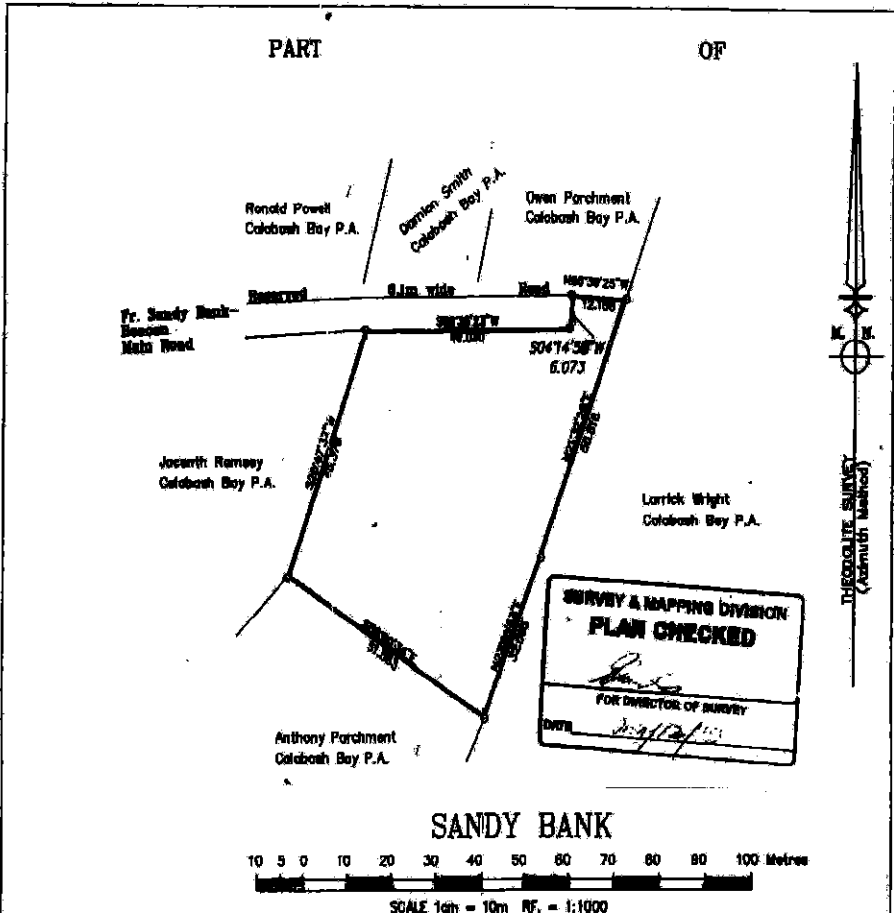 PART OF
Ronald Powell
Calabash Bay P.A.
Damion Smith
Calabash Bay P.A.
Owen Parchment
Calabash Bay P.A.
Reserved 6.1m wide Road
12.188
Fr. Sandy Bank-
Beacon
Main Road
S04°14'58"W
6.073
M. N.
Ramsey
Calabash Bay P.A.
Larrick Wright
Calabash Bay P.A.
THEODOLITE SURVEY
(Azimuth Method)
SURVEY & MAPPING DIVISION
PLAN CHECKED
FOR DIRECTOR OF SURVEY
DATE
Anthony Parchment
Calabash Bay P.A.
SANDY BANK
10 5 0 10 20 30 40 50 60 70 80 90 100 Metres
SCALE 1cm = 10m RF. = 1:1000